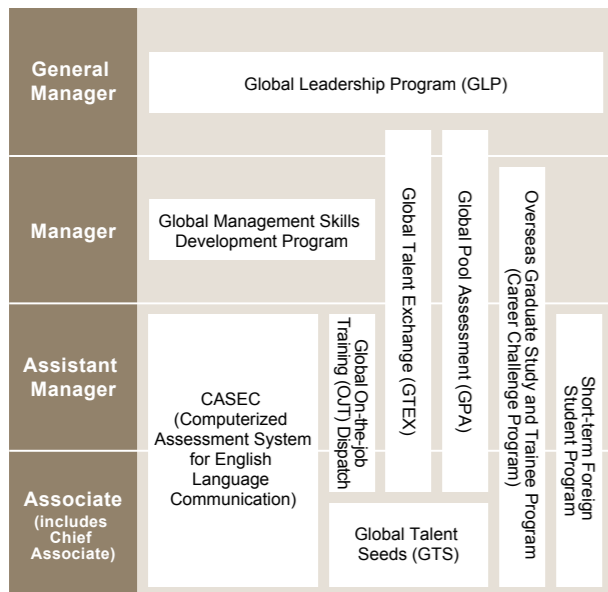 General
Manager
Global Leadership Program (GLP)
Manager
Global Management Skills
Development Program
Global Talent Exchange (GTEX)
Global Pool Assessment (GPA)
Overseas Graduate Study and Trainee Program
(Career Challenge Program)
Assistant
Manager
CASEC
(Computerized
Assessment System
for English
Language
Communication)
Global On-the-job
Training (OJT) Dispatch
Short-term Foreign
Student Program
Associate
(includes
Chief
Associate)
Global Talent
Seeds (GTS)